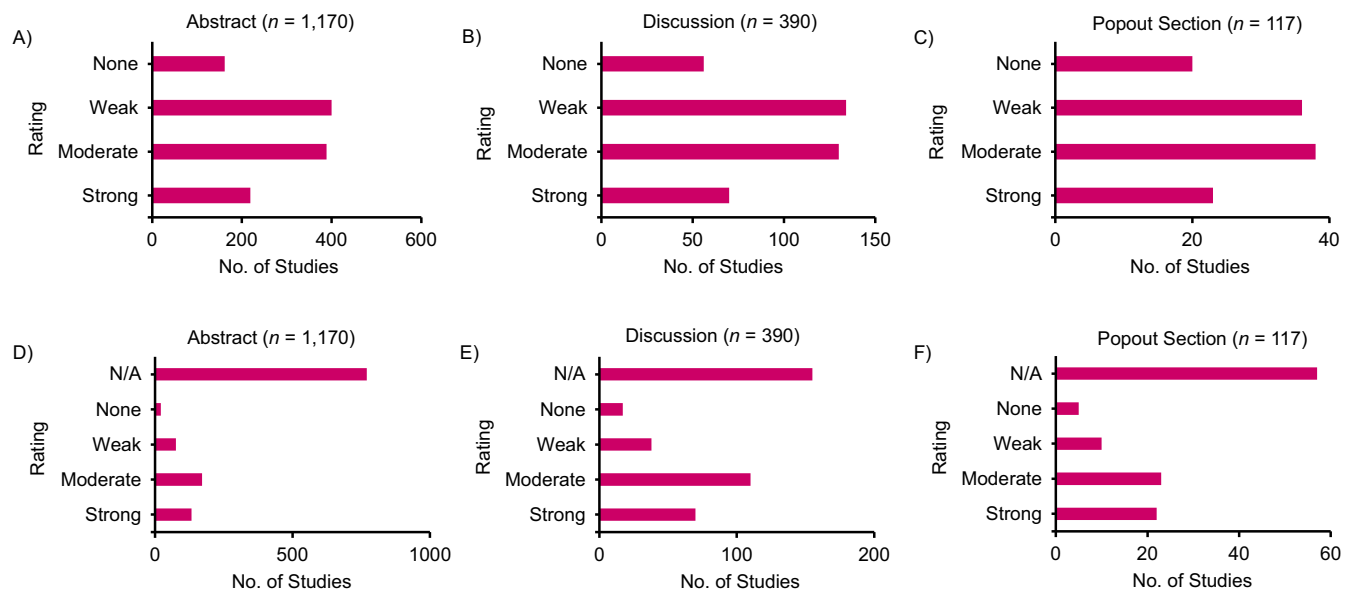 A)
Abstract (n = 1,170)
Rating
None
Weak
Moderate
Strong
0 200 400 600
No. of Studies
B)
Discussion (n = 390)
Rating
None
Weak
Moderate
Strong
0 50 100 150
No. of Studies
C)
Popout Section (n = 117)
Rating
None
Weak
Moderate
Strong
0 20 40
No. of Studies
D)
Abstract (n = 1,170)
Rating
N/A
None
Weak
Moderate
Strong
0 500 1000
No. of Studies
E)
Discussion (n = 390)
Rating
N/A
None
Weak
Moderate
Strong
0 100 200
No. of Studies
F)
Popout Section (n = 117)
Rating
N/A
None
Weak
Moderate
Strong
0 20 40 60
No. of Studies